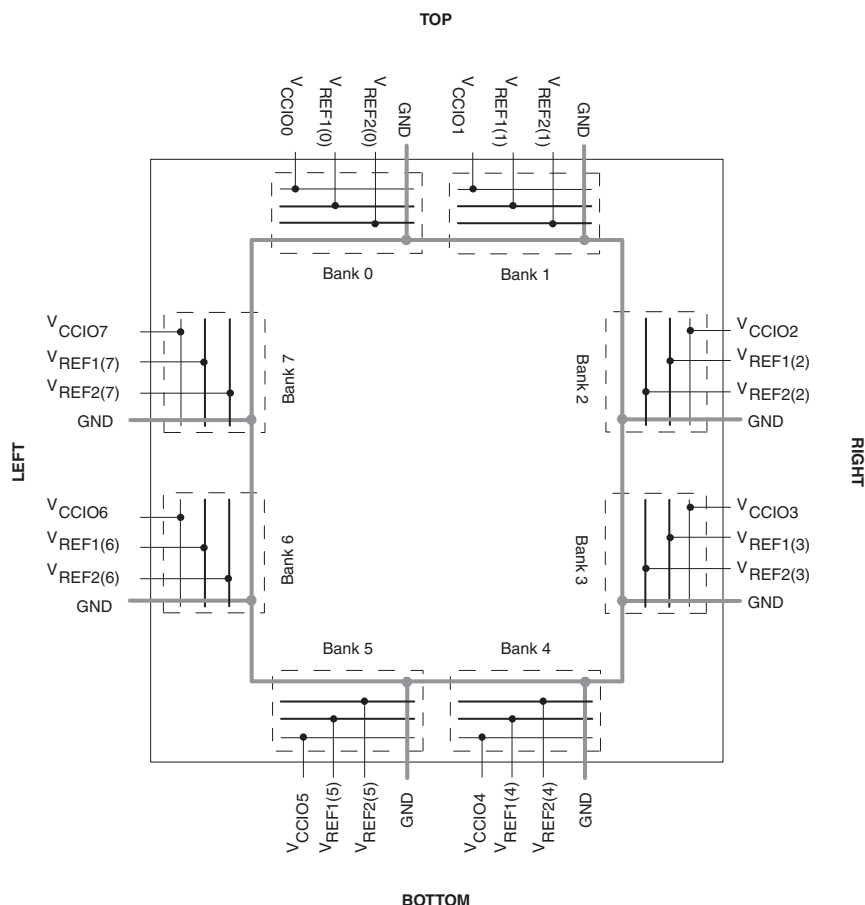 TOP
VCCIO0
VREF1(0)
VREF2(0)
GND
VCCIO1
VREF1(1)
VREF2(1)
GND
Bank 0
Bank 1
VCCIO7
VREF1(7)
VREF2(7)
GND
Bank 7
Bank 2
VCCIO2
VREF1(2)
VREF2(2)
GND
LEFT
RIGHT
VCCIO6
VREF1(6)
VREF2(6)
GND
Bank 6
Bank 3
VCCIO3
VREF1(3)
VREF2(3)
GND
Bank 5
Bank 4
VCCIO5
VREF1(5)
VREF2(5)
GND
VCCIO4
VREF1(4)
VREF2(4)
GND
BOTTOM